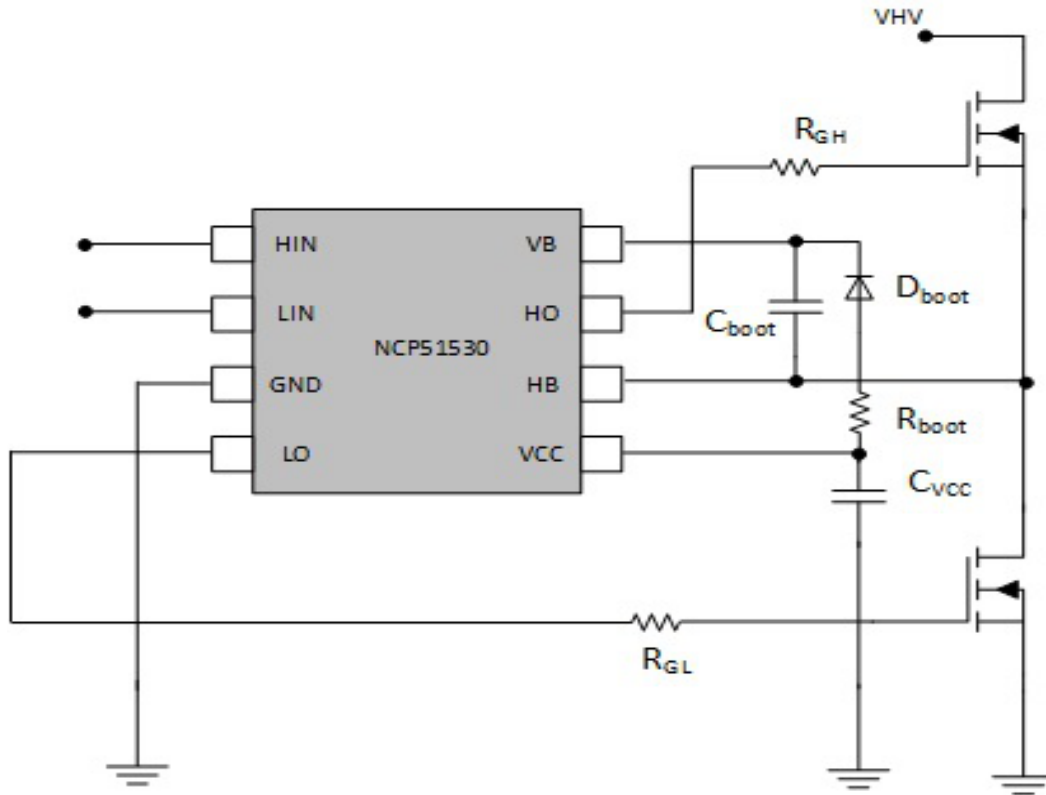 VHV
RGH
HIN
LIN
GND
LO
NCP51530
VB
HO
HB
VCC
Cboot
Dboot
Rboot
CVCC
RGL